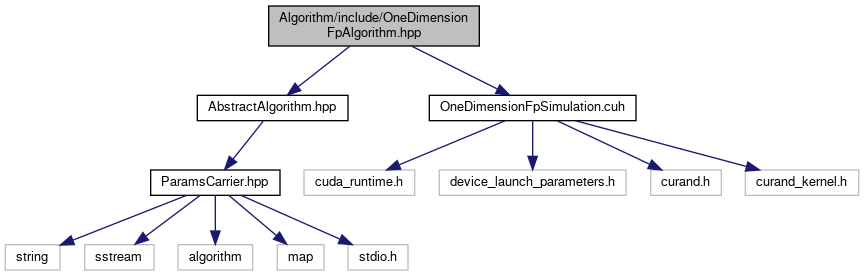 Algorithm/include/OneDimension
FpAlgorithm.hpp
AbstractAlgorithm.hpp
OneDimensionFpSimulation.cuh
ParamsCarrier.hpp
cuda_runtime.h
device_launch_parameters.h
curand.h
curand_kernel.h
string
sstream
algorithm
map
stdio.h